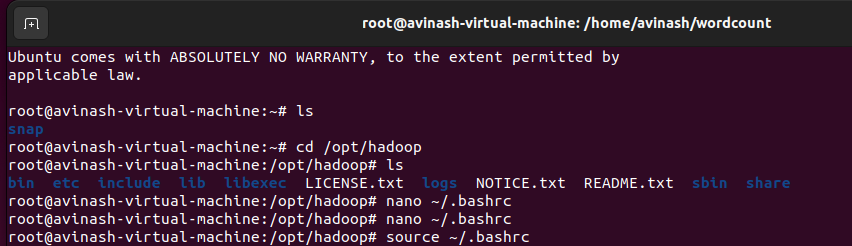 root@avinash-virtual-machine: /home/avinash/wordcount
Ubuntu comes with ABSOLUTELY NO WARRANTY, to the extent permitted by
applicable law.
root@avinash-virtual-machine:~# ls
snap
root@avinash-virtual-machine:~# cd /opt/hadoop
root@avinash-virtual-machine:/opt/hadoop# ls
bin etc include lib libexec LICENSE.txt logs NOTICE.txt README.txt sbin share
root@avinash-virtual-machine:/opt/hadoop# nano ~/.bashrc
root@avinash-virtual-machine:/opt/hadoop# nano ~/.bashrc
root@avinash-virtual-machine:/opt/hadoop# source ~/.bashrc